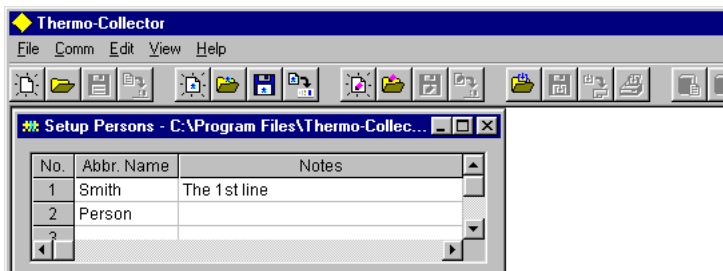 Thermo-Collector
File Comm Edit View Help
Setup Persons - C:\Program Files\Thermo-Collec...
No. Abbr. Name Notes
1 Smith The 1st line
2 Person
3